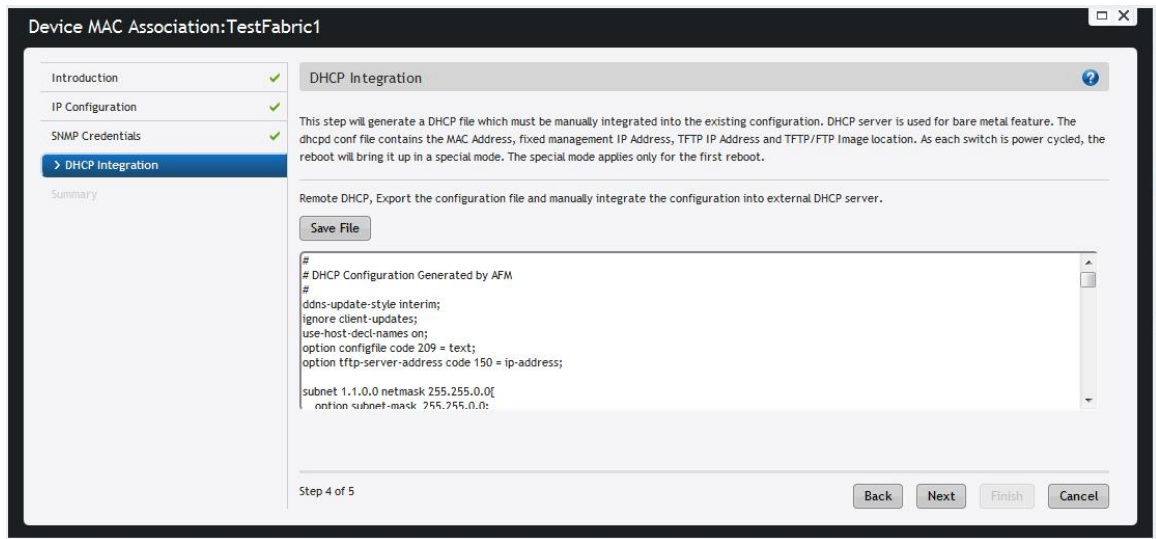 Device MAC Association:TestFabric1
Introduction
IP Configuration
SNMP Credentials
> DHCP Integration
Summary
DHCP Integration
?
This step will generate a DHCP file which must be manually integrated into the existing configuration. DHCP server is used for bare metal feature. The
dhcpd conf file contains the MAC Address, fixed management IP Address, TFTP IP Address and TFTP/FTP Image location. As each switch is power cycled, the
reboot will bring it up in a special mode. The special mode applies only for the first reboot.
Remote DHCP, Export the configuration file and manually integrate the configuration into external DHCP server.
Save File
#
# DHCP Configuration Generated by AFM
#
ddns-update-style interim;
ignore client-updates;
use-host-decl-names on;
option configfile code 209 = text;
option tftp-server-address code 150 = ip-address;
subnet 1.1.0.0 netmask 255.255.0.0{
option subnet-mask 255.255.0.0;
Step 4 of 5
Back
Next
Finish
Cancel